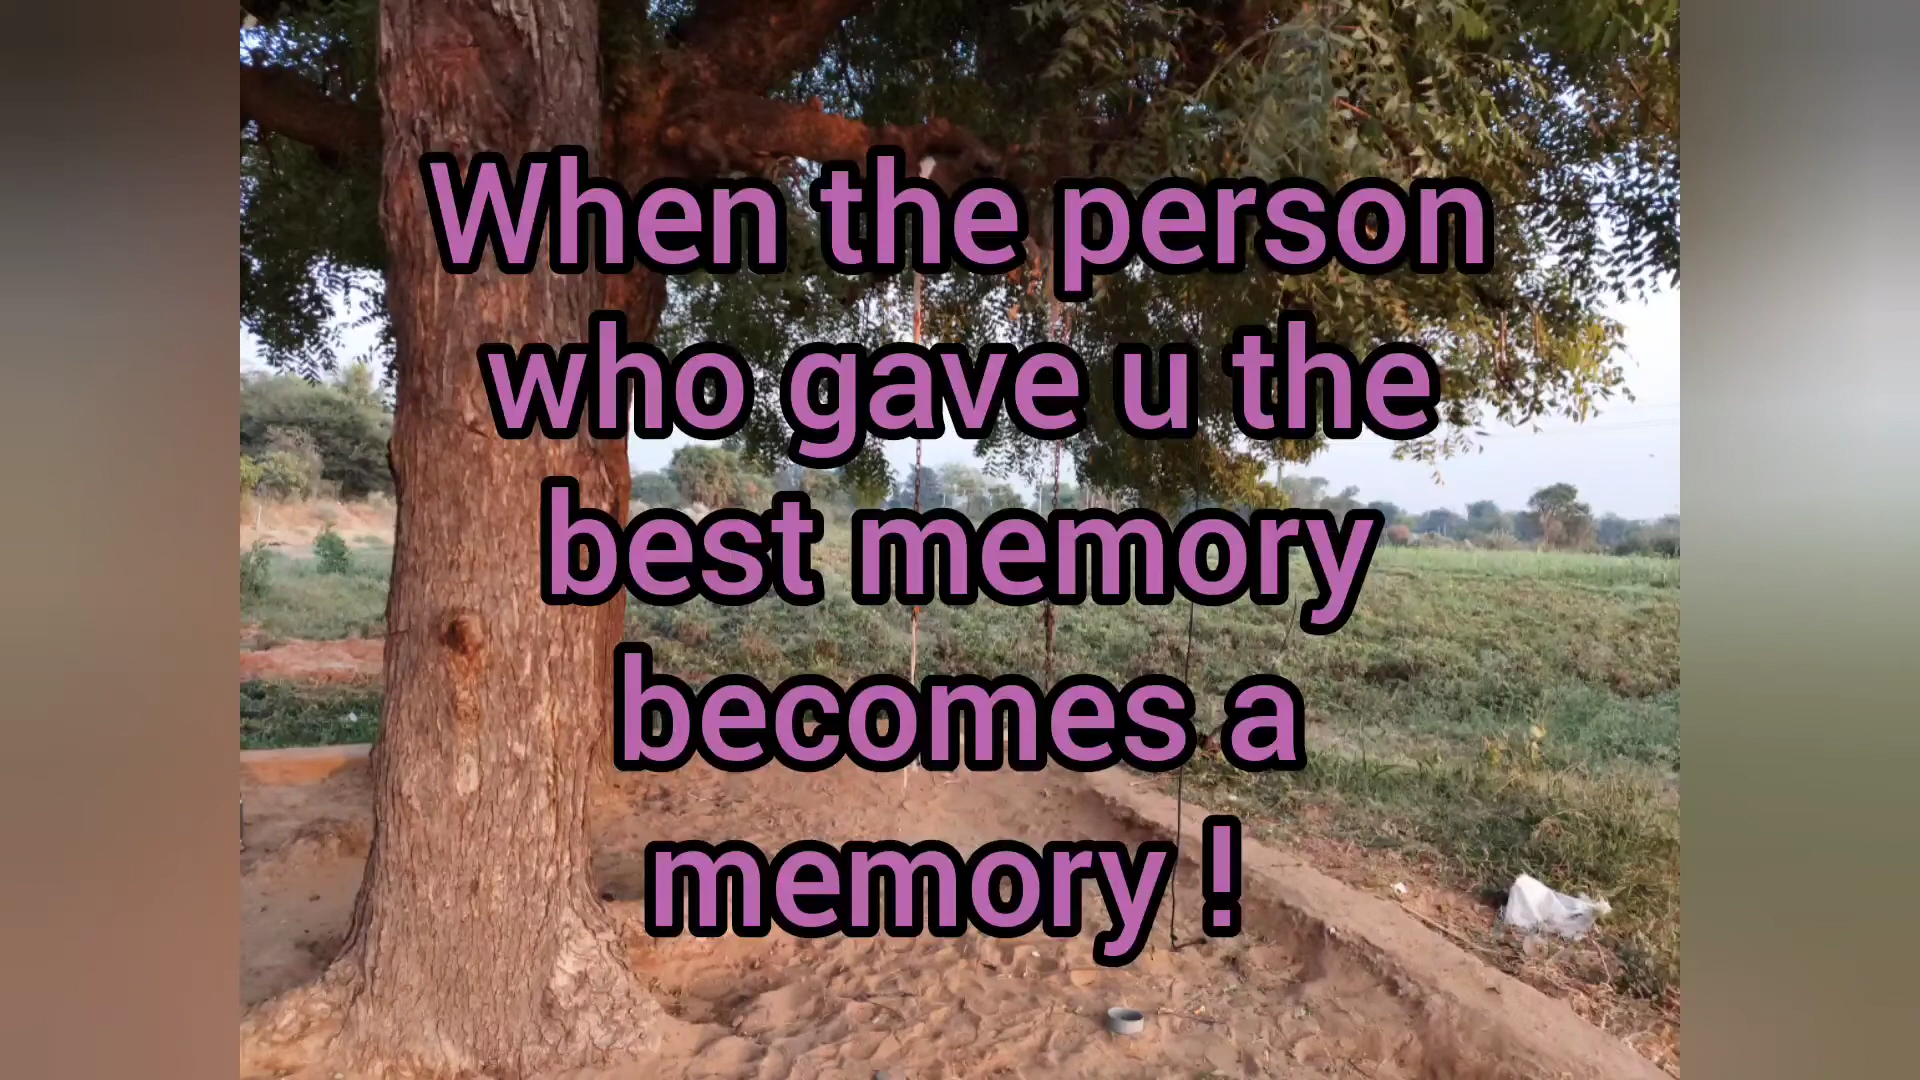 When the person
who gave u the
best memory
becomes a
memory !